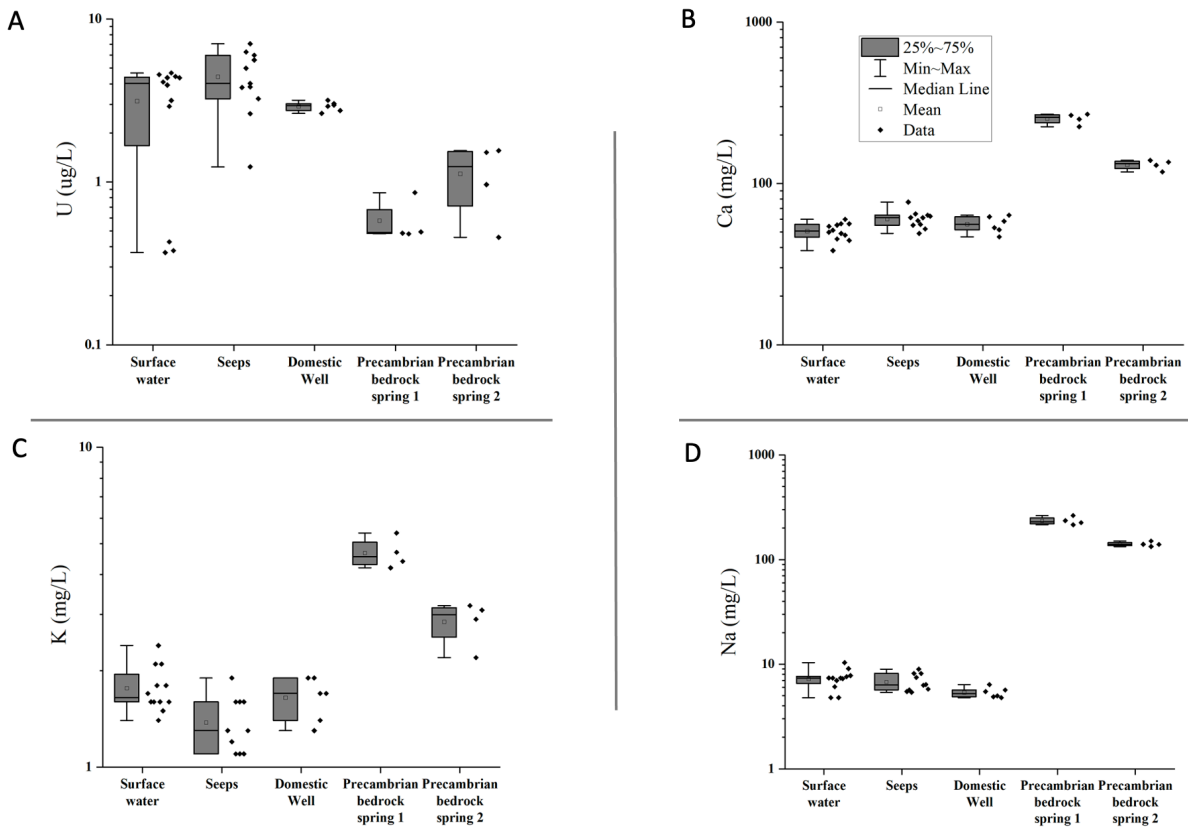 A
U (ug/L)
10
1
0.1
Surface
water
Seeps
Domestic
Well
Precambrian
bedrock
spring 1
Precambrian
bedrock
spring 2
B
Ca (mg/L)
1000
100
10
25%~75%
Min~Max
Median Line
Mean
Data
Surface
water
Seeps
Domestic
Well
Precambrian
bedrock
spring 1
Precambrian
bedrock
spring 2
C
K (mg/L)
10
1
Surface
water
Seeps
Domestic
Well
Precambrian
bedrock
spring 1
Precambrian
bedrock
spring 2
D
Na (mg/L)
1000
100
10
1
Surface
water
Seeps
Domestic
Well
Precambrian
bedrock
spring 1
Precambrian
bedrock
spring 2